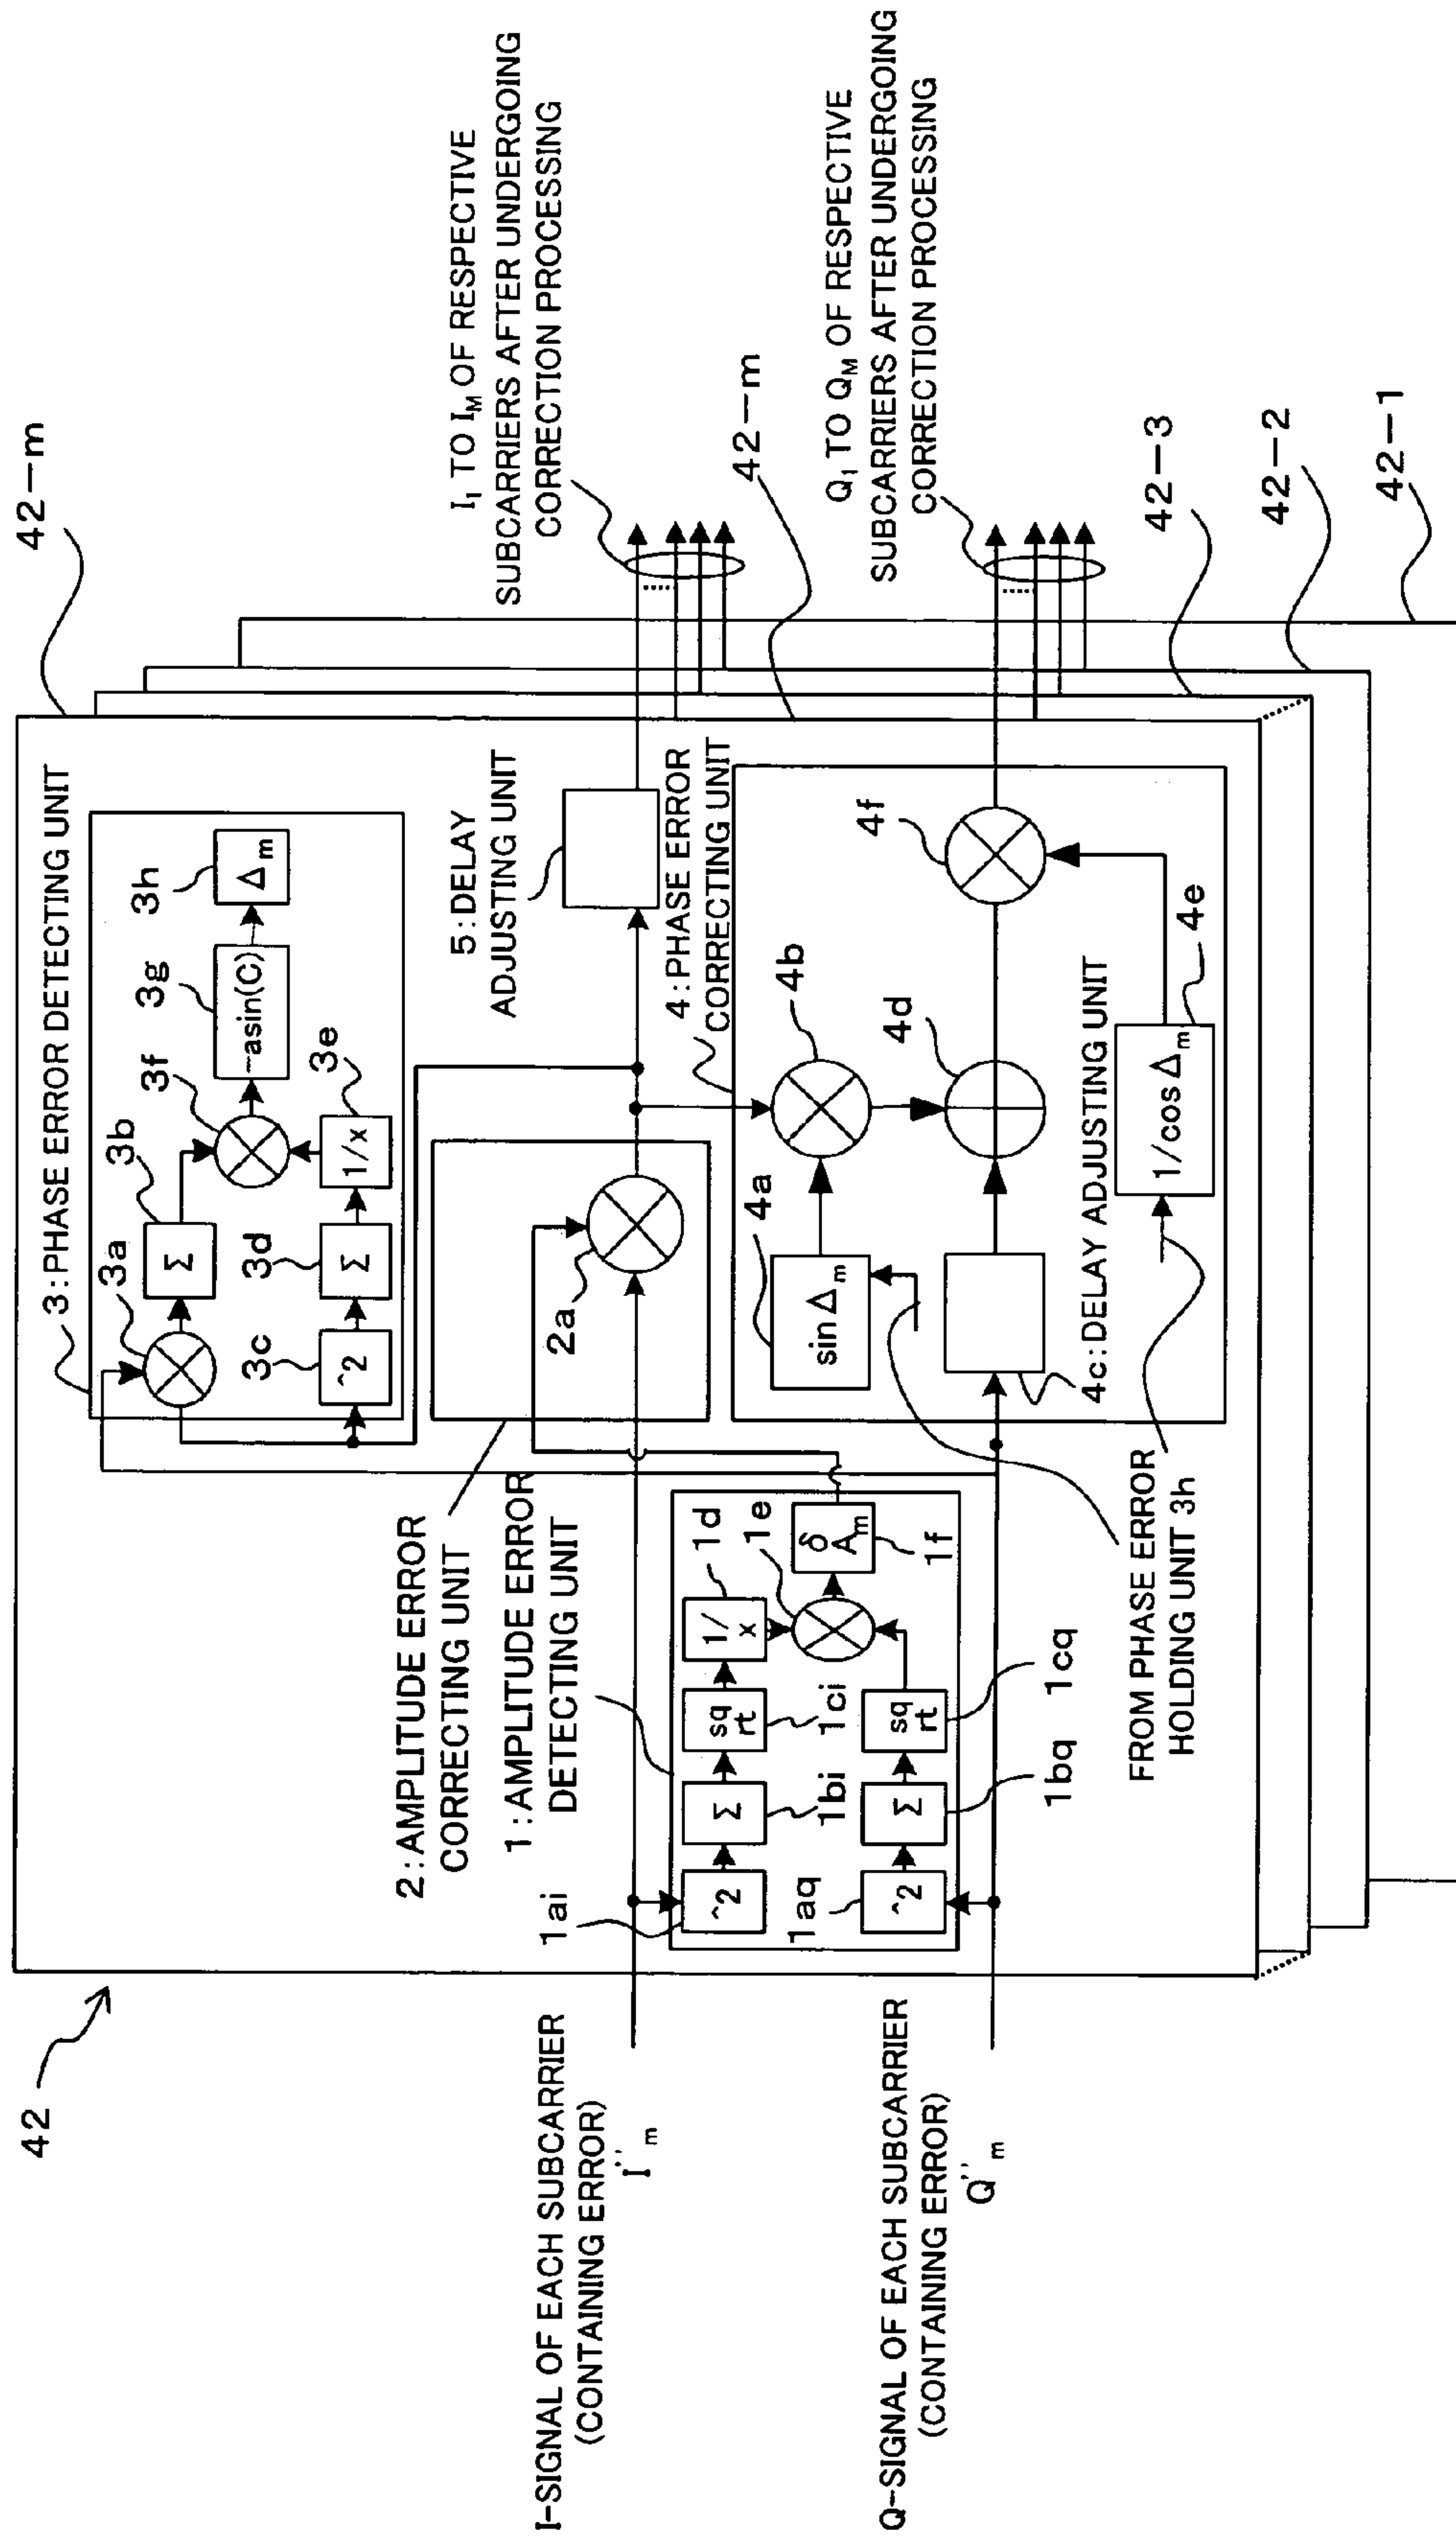 42
42-m
3:PHASE ERROR DETECTING UNIT
3a
3b
3c
3d
3e
3f
3g
3h
Σ
^2
Σ
1/x
-asin(C)
Δm
I1 TO IM OF RESPECTIVE
SUBCARRIERS AFTER UNDERGOING
CORRECTION PROCESSING
I-SIGNAL OF EACH SUBCARRIER
(CONTAINING ERROR)
I''m
2:AMPLITUDE ERROR
CORRECTING UNIT
2a
5:DELAY
ADJUSTING UNIT
42-m
1:AMPLITUDE ERROR
DETECTING UNIT
1ai
^2
1bi
Σ
1ci
sq
rt
1d
1/
x
1e
δ
Am
1f
1aq
^2
1bq
Σ
1cq
sq
rt
4:PHASE ERROR
CORRECTING UNIT
4a
sin Δm
4b
4c:DELAY ADJUSTING UNIT
4d
4e
1/cos Δm
4f
Q1 TO QM OF RESPECTIVE
SUBCARRIERS AFTER UNDERGOING
CORRECTION PROCESSING
Q-SIGNAL OF EACH SUBCARRIER
(CONTAINING ERROR)
Q''m
FROM PHASE ERROR
HOLDING UNIT 3h
42-3
42-2
42-1